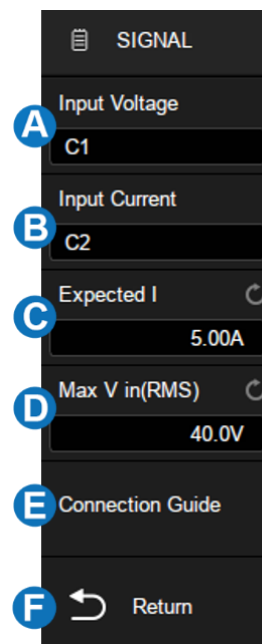 SIGNAL
A
Input Voltage
C1
B
Input Current
C2
C
Expected I
5.00A
D
Max V in(RMS)
40.0V
E
Connection Guide
F
Return